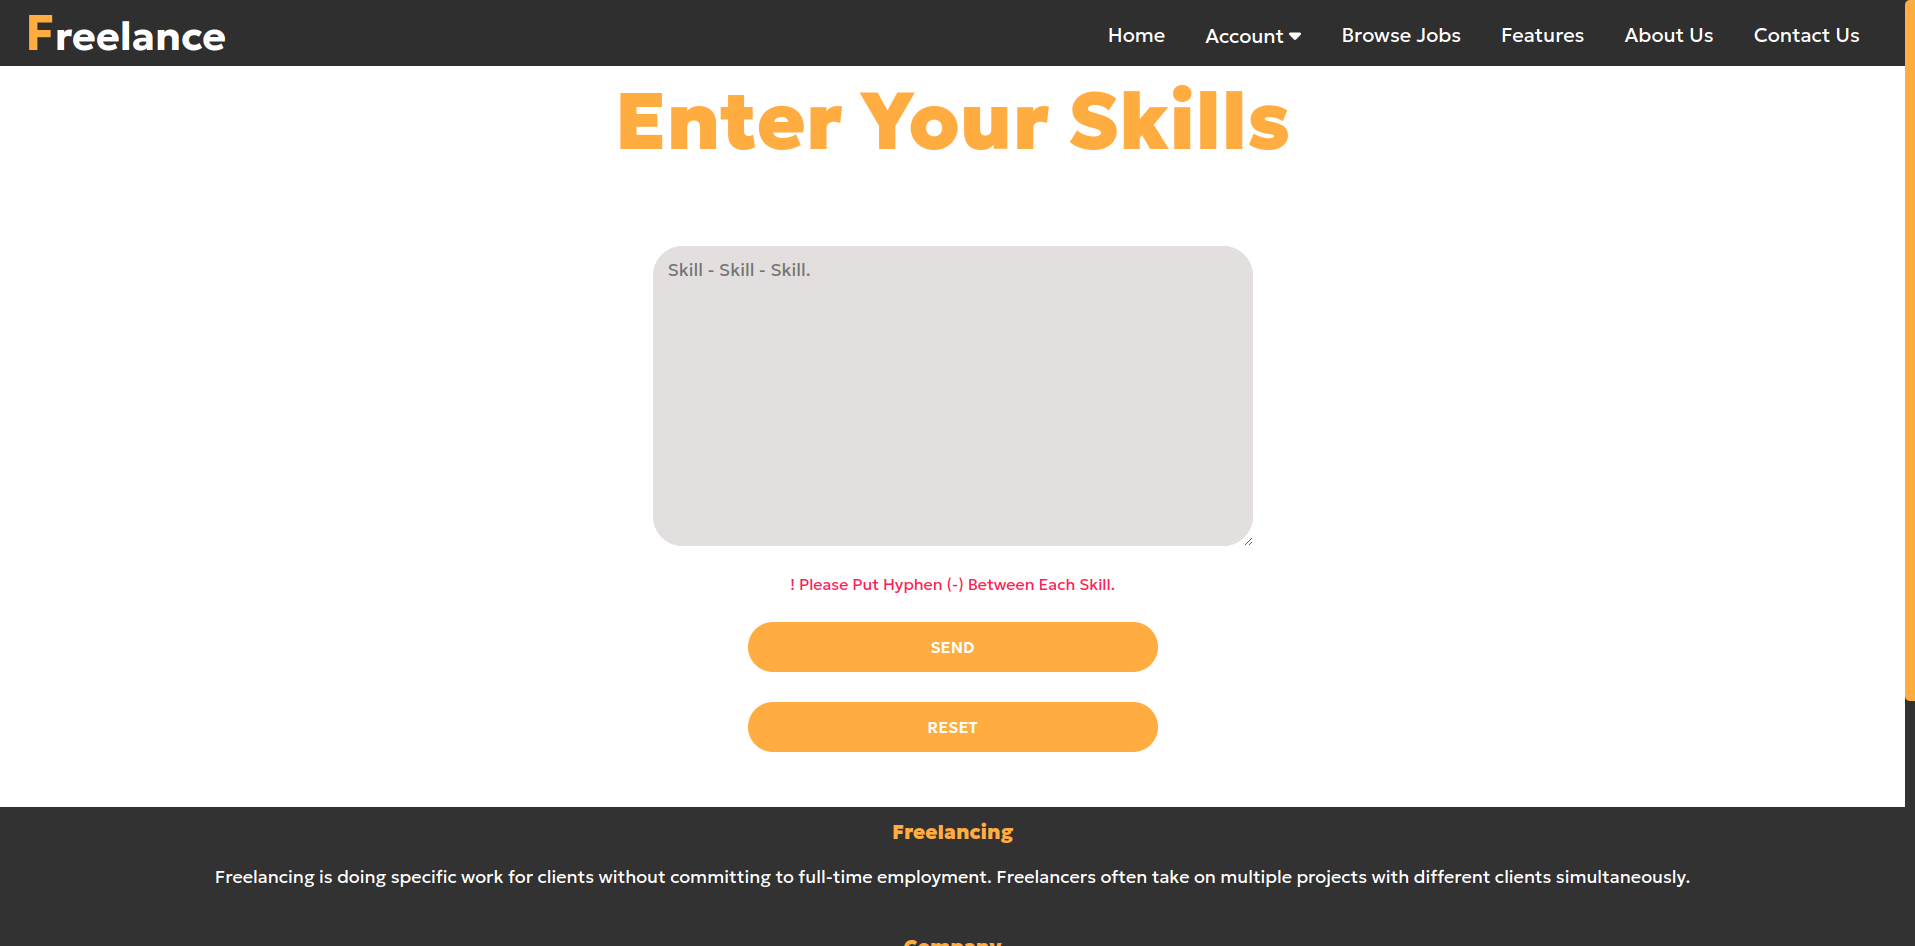 Freelance
Home Account Browse Jobs Features About Us Contact Us
Enter Your Skills
Skill - Skill - Skill.
! Please Put Hyphen (-) Between Each Skill.
SEND
RESET
Freelancing
Freelancing is doing specific work for clients without committing to full-time employment. Freelancers often take on multiple projects with different clients simultaneously.
Company